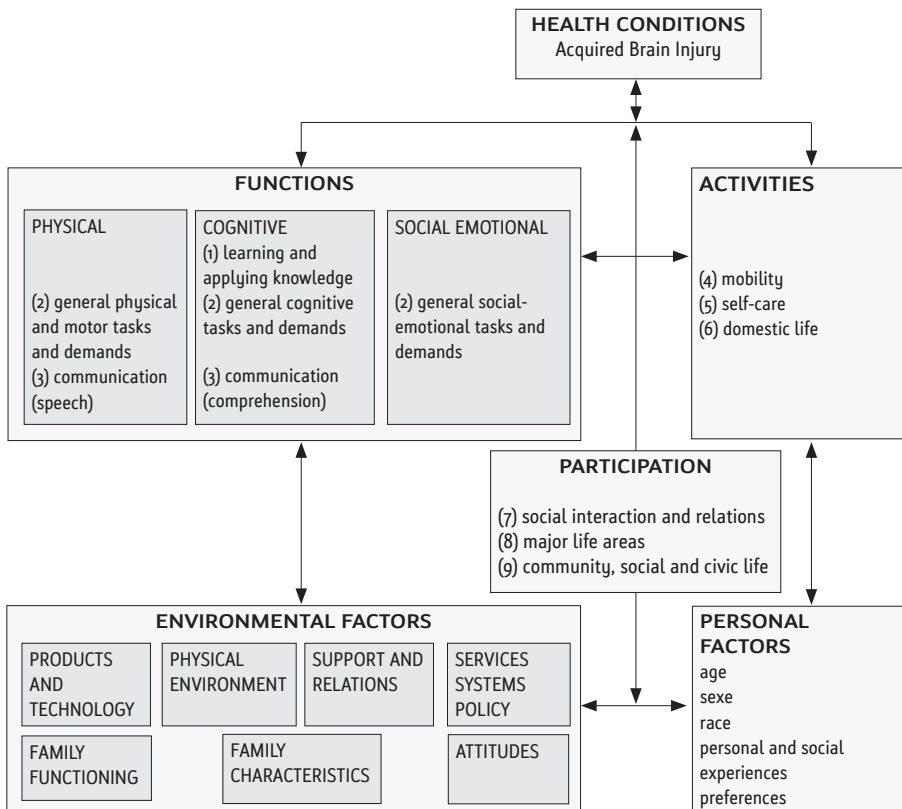 HEALTH CONDITIONS
Acquired Brain Injury
FUNCTIONS
PHYSICAL
(2) general physical
and motor tasks
and demands
(3) communication
(speech)
COGNITIVE
(1) learning and
applying knowledge
(2) general cognitive
tasks and demands
(3) communication
(comprehension)
SOCIAL EMOTIONAL
(2) general social-
emotional tasks and
demands
ACTIVITIES
(4) mobility
(5) self-care
(6) domestic life
PARTICIPATION
(7) social interaction and relations
(8) major life areas
(9) community, social and civic life
ENVIRONMENTAL FACTORS
PRODUCTS
AND
TECHNOLOGY
PHYSICAL
ENVIRONMENT
SUPPORT AND
RELATIONS
SERVICES
SYSTEMS
POLICY
FAMILY
FUNCTIONING
FAMILY
CHARACTERISTICS
ATTITUDES
PERSONAL
FACTORS
age
sexe
race
personal and social
experiences
preferences